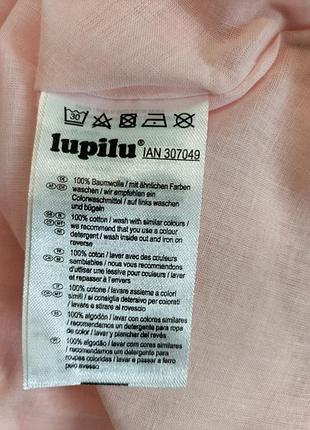 30
lupilu IAN 307049
100% Baumwolle / mit ähnlichen Farben
waschen / wir empfehlen ein
Colorwaschmittel / auf links waschen
und bügeln
100% cotton / wash with similar colours /
we recommend that you use a colour
detergent / wash inside out and iron on
reverse
100% coton / laver avec des couleurs
semblables / nous vous recommandons
d'utiliser une lessive pour couleurs / laver
et repasser à l'envers
100% cotone / lavare assieme a colori
simili / si consiglia detersivo per colorati
/ lavare e stirare a rovescio
100% algodón / lavar con colores similares
/ recomendamos un detergente para ropa
de color / lavar y planchar del revés
100% algodão / lavar com cores similares /
recomendamos um detergente para
roupas coloridas / lavar e passar a ferro
pelo avesso